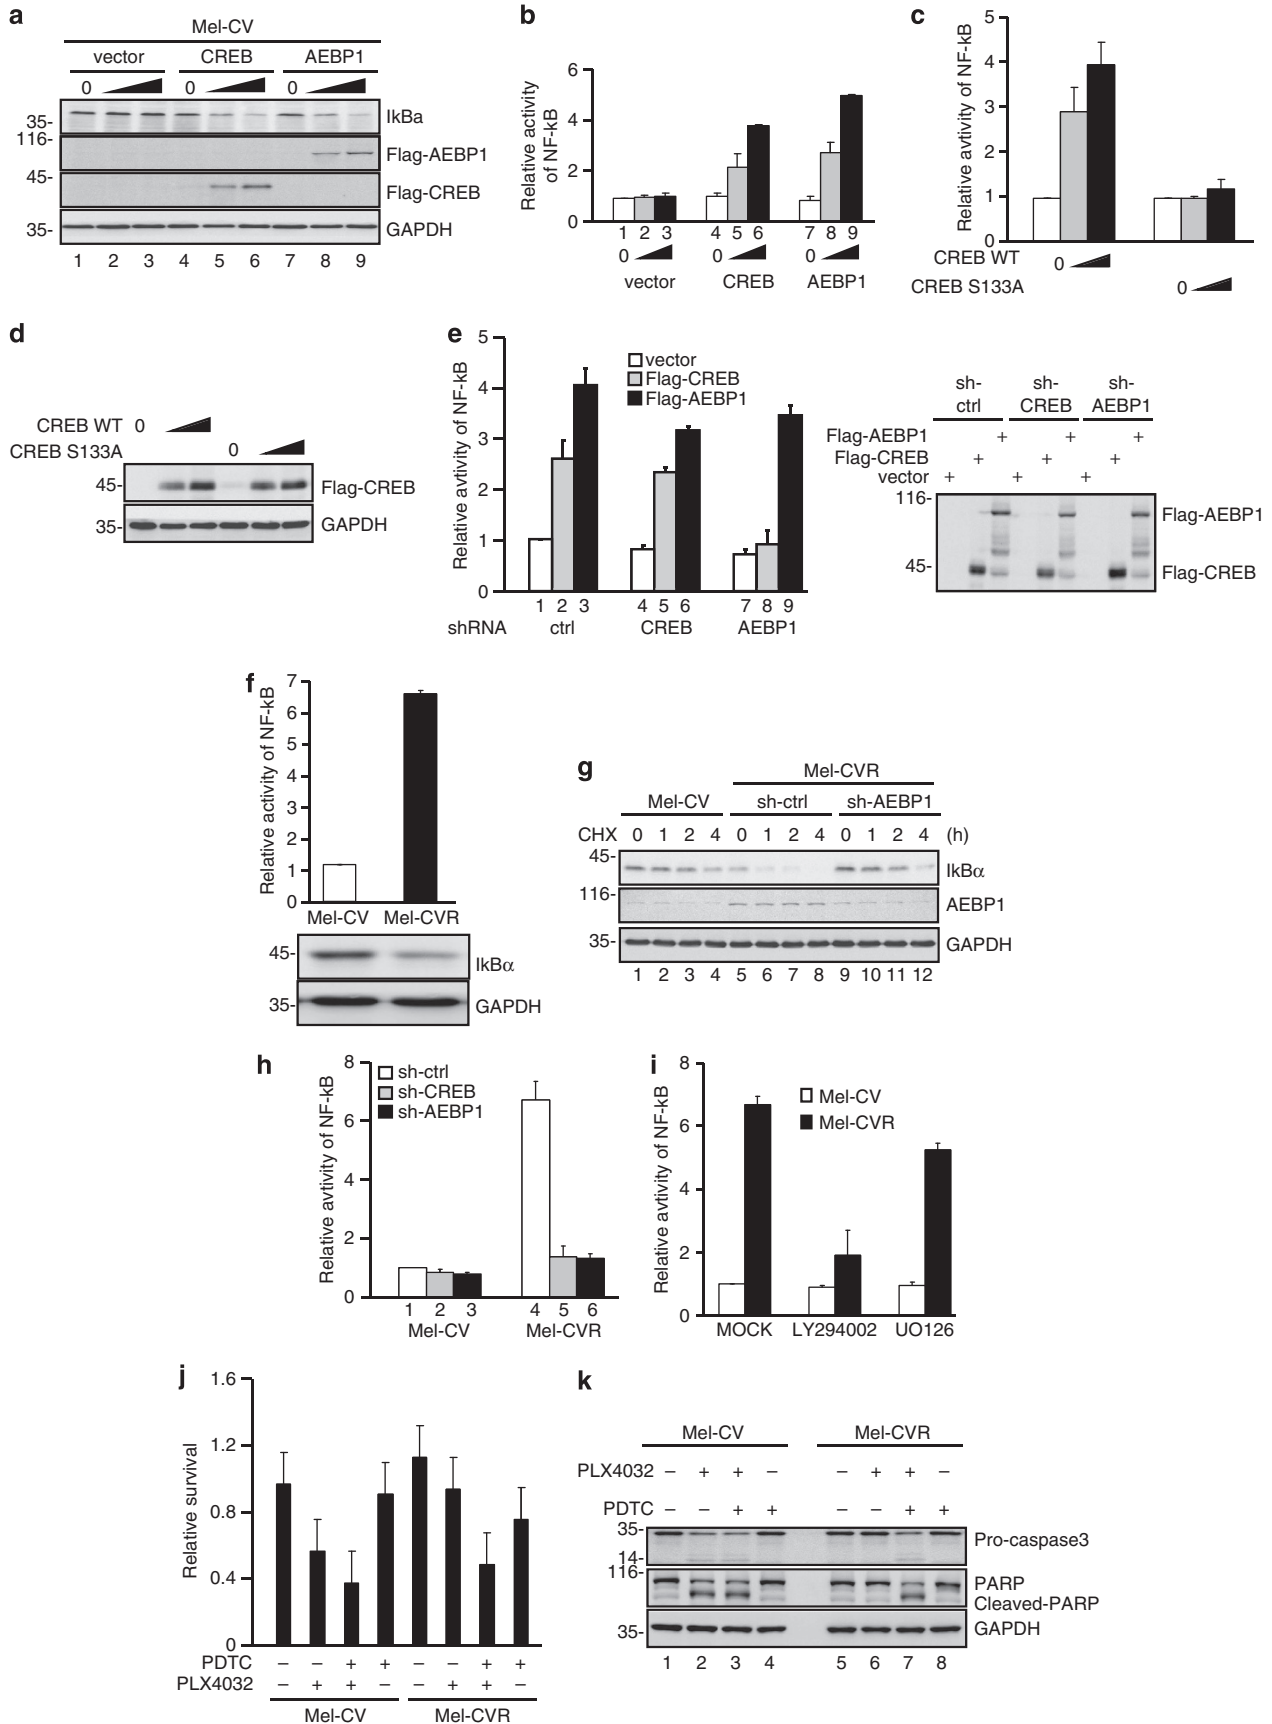 a
Mel-CV
vector CREB AEBP1
0 0 0
35- IkBa
116- Flag-AEBP1
45- Flag-CREB
35- GAPDH
1 2 3 4 5 6 7 8 9
b
Relative activity of NF-kB
6
4
2
0
1 2 3 4 5 6 7 8 9
0 0 0
vector CREB AEBP1
c
Relative avtivity of NF-kB
5
4
3
2
1
0
CREB WT 0
CREB S133A 0
d
CREB WT 0
CREB S133A 0
45- Flag-CREB
35- GAPDH
e
Relative avtivity of NF-kB
5
4
3
2
1
0
vector
Flag-CREB
Flag-AEBP1
1 2 3 4 5 6 7 8 9
shRNA ctrl CREB AEBP1
sh-ctrl sh-CREB sh-AEBP1
Flag-AEBP1 + + +
Flag-CREB + + +
vector + + +
116- Flag-AEBP1
45- Flag-CREB
f
Relative activity of NF-kB
7
6
5
4
3
2
1
0
Mel-CV Mel-CVR
45- IkBα
35- GAPDH
g
Mel-CVR
Mel-CV sh-ctrl sh-AEBP1
CHX 0 1 2 4 0 1 2 4 0 1 2 4 (h)
45- IkBα
116- AEBP1
35- GAPDH
1 2 3 4 5 6 7 8 9 10 11 12
h
Relative avtivity of NF-kB
8
6
4
2
0
sh-ctrl
sh-CREB
sh-AEBP1
1 2 3 4 5 6
Mel-CV Mel-CVR
i
Relative avtivity of NF-kB
8
6
4
2
0
Mel-CV
Mel-CVR
MOCK LY294002 UO126
j
Relative survival
1.6
1.2
0.8
0.4
0
PDTC – – + + – – + +
PLX4032 – + + – – + + –
Mel-CV Mel-CVR
k
Mel-CV Mel-CVR
PLX4032 – + + – – + + –
PDTC – – + + – – + +
35- Pro-caspase3
14-
116- PARP
Cleaved-PARP
35- GAPDH
1 2 3 4 5 6 7 8